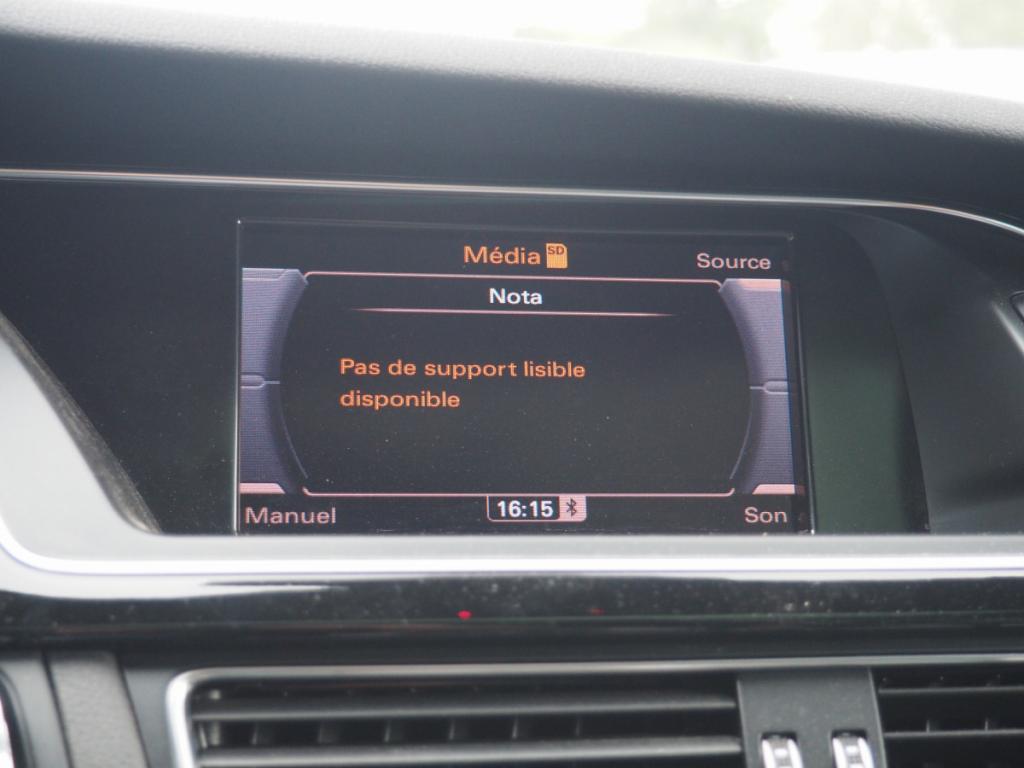 Média SD
Source
Nota
Pas de support lisible
disponible
Manuel
16:15
Son